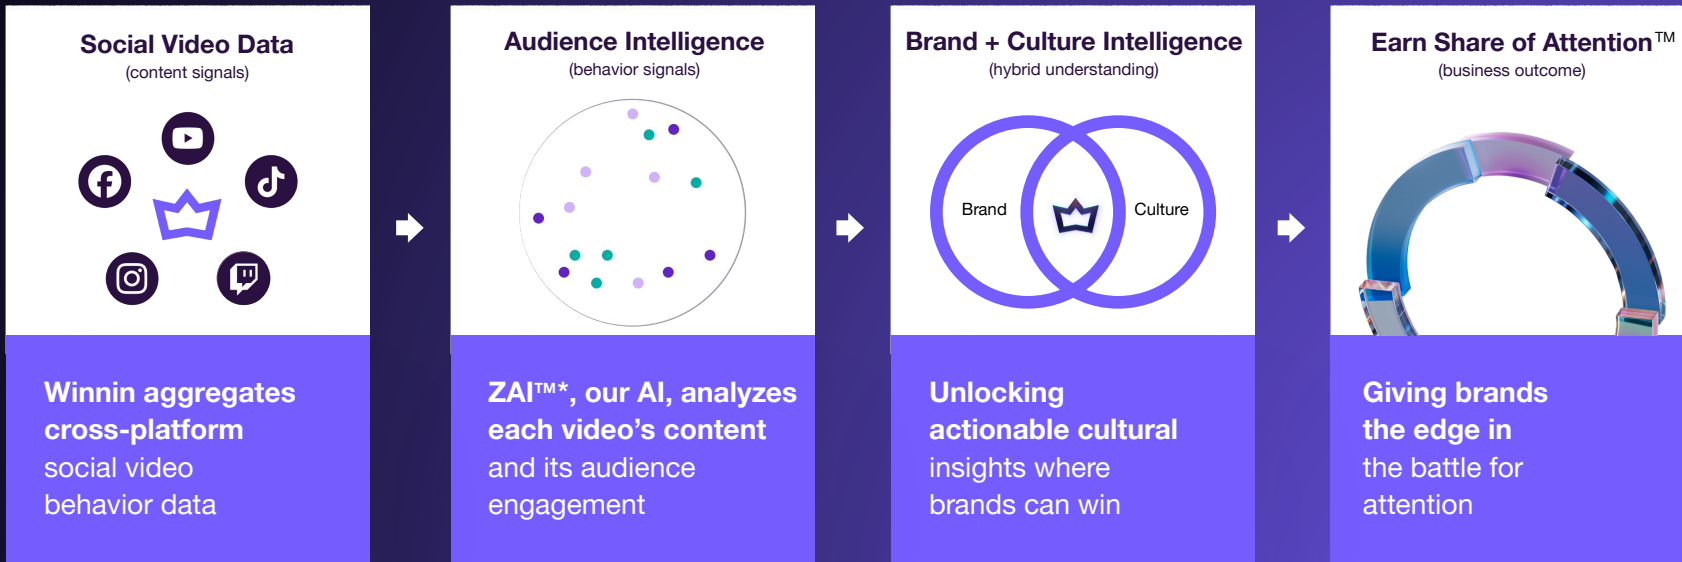 Social Video Data
(content signals)
Winnin aggregates
cross-platform
social video
behavior data
Audience Intelligence
(behavior signals)
ZAI™*, our AI, analyzes
each video’s content
and its audience
engagement
Brand + Culture Intelligence
(hybrid understanding)
Brand
Culture
Unlocking
actionable cultural
insights where
brands can win
Earn Share of Attention™
(business outcome)
Giving brands
the edge in
the battle for
attention